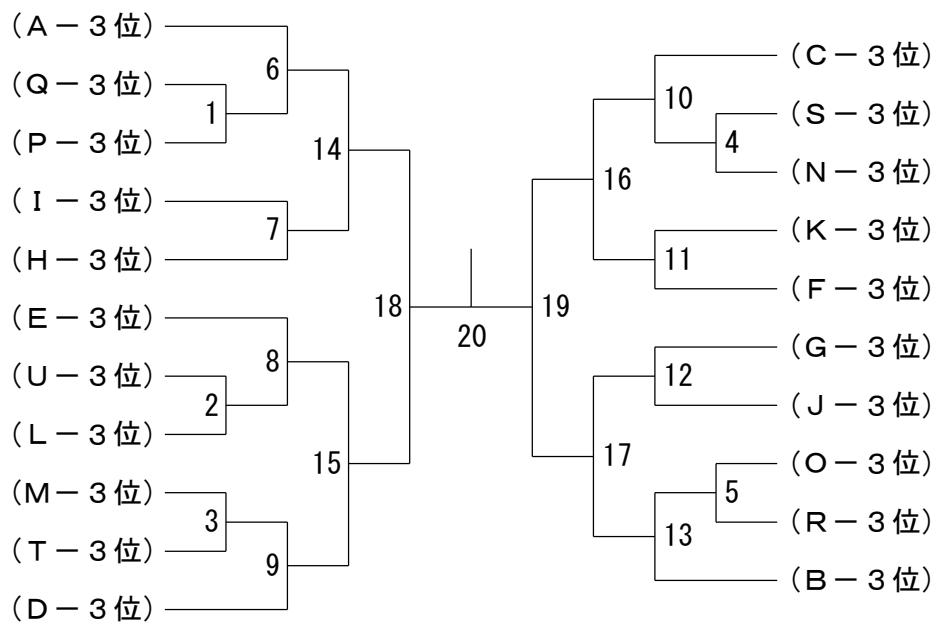 （Ａ－３位）
（Ｑ－３位）
（Ｐ－３位）
（Ｉ－３位）
（Ｈ－３位）
（Ｅ－３位）
（Ｕ－３位）
（Ｌ－３位）
（Ｍ－３位）
（Ｔ－３位）
（Ｄ－３位）
1
2
3
6
7
8
9
14
15
18
20
19
16
17
10
11
12
13
4
5
（Ｃ－３位）
（Ｓ－３位）
（Ｎ－３位）
（Ｋ－３位）
（Ｆ－３位）
（Ｇ－３位）
（Ｊ－３位）
（Ｏ－３位）
（Ｒ－３位）
（Ｂ－３位）